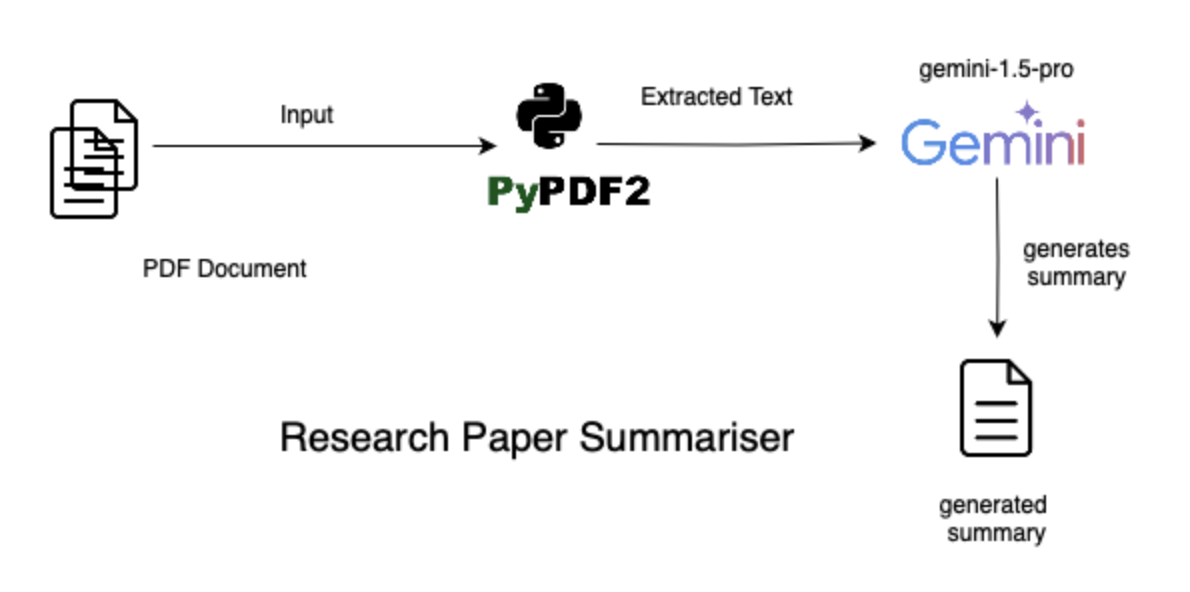 gemini-1.5-pro
Input
Extracted Text
Gemini
PyPDF2
PDF Document
generates
summary
Research Paper Summariser
generated
summary